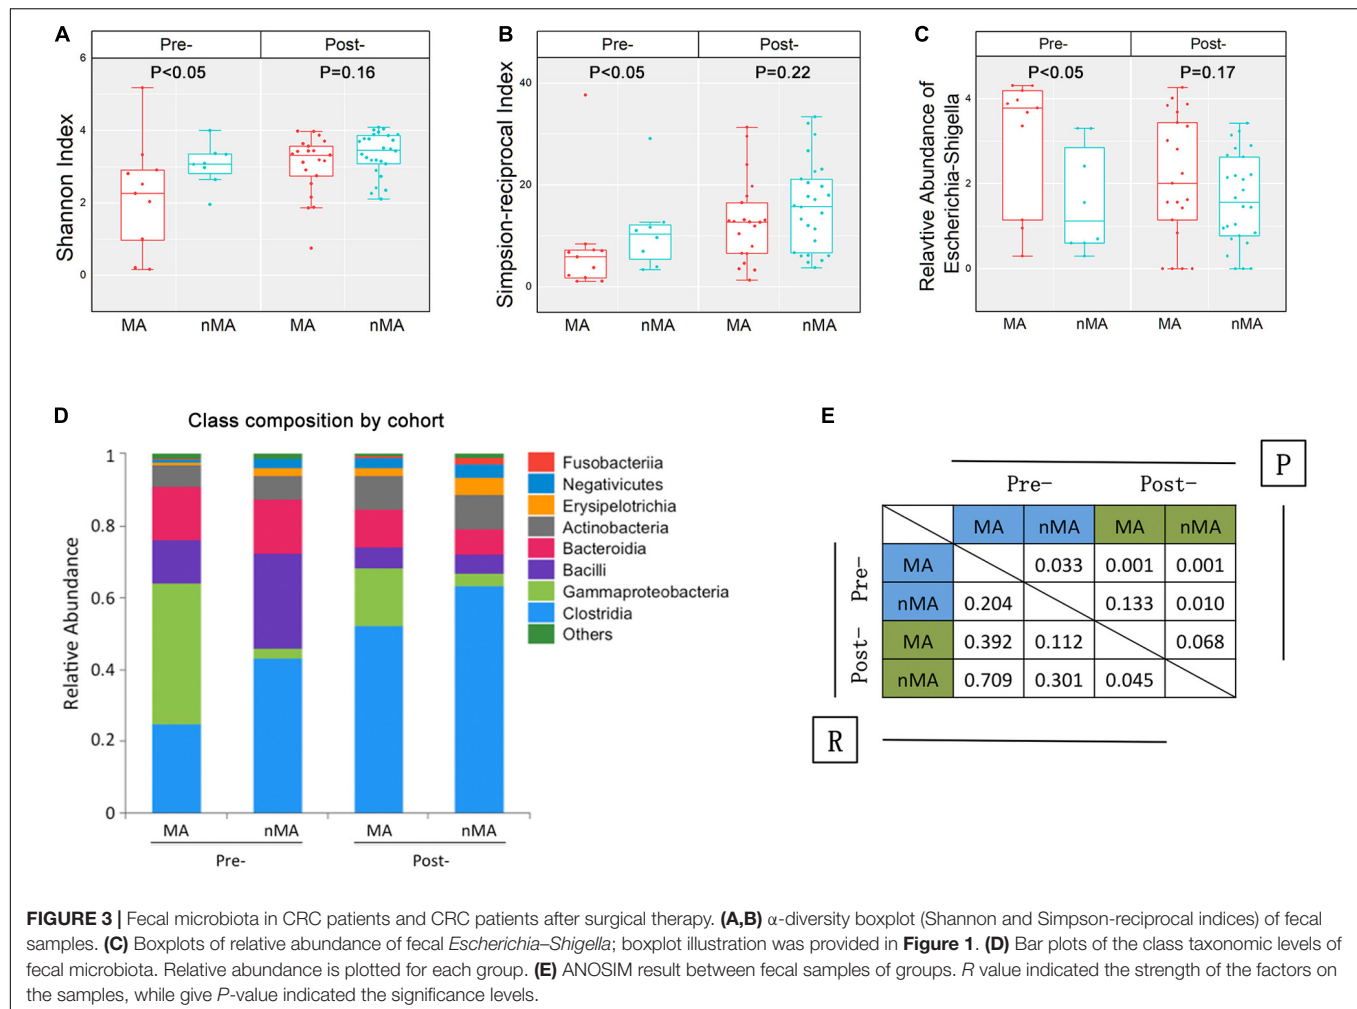 A
Pre-
Post-
P<0.05
P=0.16
Shannon Index
6
4
2
0
MA
nMA
MA
nMA
B
Pre-
Post-
P<0.05
P=0.22
Simpsion-reciprocal Index
40
20
0
MA
nMA
MA
nMA
C
Pre-
Post-
P<0.05
P=0.17
Relavtive Abundance of
Escherichia-Shigella
4
2
0
MA
nMA
MA
nMA
D
Class composition by cohort
Relative Abundance
1
0.8
0.6
0.4
0.2
0
MA
nMA
MA
nMA
Pre-
Post-
Fusobacteriia
Negativicutes
Erysipelotrichia
Actinobacteria
Bacteroidia
Bacilli
Gammaproteobacteria
Clostridia
Others
E
P
Pre-
Post-
MA nMA MA nMA
Pre-
Post-
MA 0.033 0.001 0.001
nMA 0.204 0.133 0.010
MA 0.392 0.112 0.068
nMA 0.709 0.301 0.045
R
FIGURE 3 | Fecal microbiota in CRC patients and CRC patients after surgical therapy. (A,B) α-diversity boxplot (Shannon and Simpson-reciprocal indices) of fecal
samples. (C) Boxplots of relative abundance of fecal Escherichia–Shigella; boxplot illustration was provided in Figure 1. (D) Bar plots of the class taxonomic levels of
fecal microbiota. Relative abundance is plotted for each group. (E) ANOSIM result between fecal samples of groups. R value indicated the strength of the factors on
the samples, while give P-value indicated the significance levels.